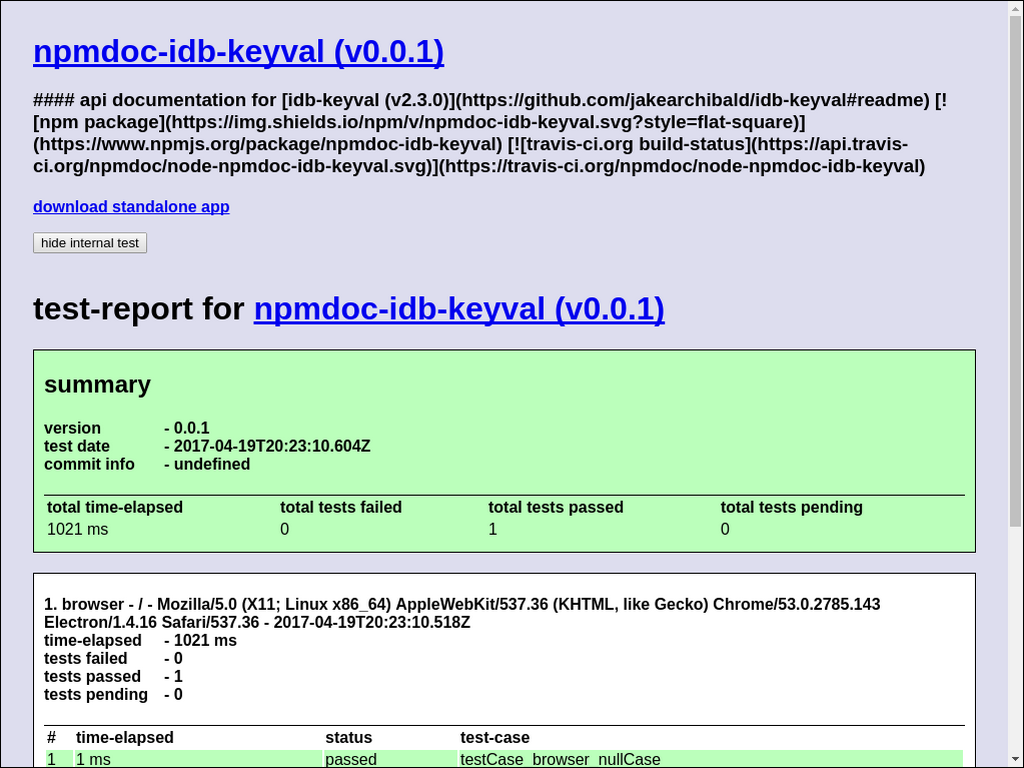 npmdoc-idb-keyval (v0.0.1)
#### api documentation for [idb-keyval (v2.3.0)](https://github.com/jakearchibald/idb-keyval#readme) [!
[npm package](https://img.shields.io/npm/v/npmdoc-idb-keyval.svg?style=flat-square)]
(https://www.npmjs.org/package/npmdoc-idb-keyval) [![travis-ci.org build-status](https://api.travis-
ci.org/npmdoc/node-npmdoc-idb-keyval.svg)](https://travis-ci.org/npmdoc/node-npmdoc-idb-keyval)
download standalone app
hide internal test
test-report for npmdoc-idb-keyval (v0.0.1)
summary
version - 0.0.1
test date - 2017-04-19T20:23:10.604Z
commit info - undefined
total time-elapsed total tests failed total tests passed total tests pending
1021 ms 0 1 0
1. browser - / - Mozilla/5.0 (X11; Linux x86_64) AppleWebKit/537.36 (KHTML, like Gecko) Chrome/53.0.2785.143
Electron/1.4.16 Safari/537.36 - 2017-04-19T20:23:10.518Z
time-elapsed - 1021 ms
tests failed - 0
tests passed - 1
tests pending - 0
# time-elapsed status test-case
1 1 ms passed testCase_browser_nullCase